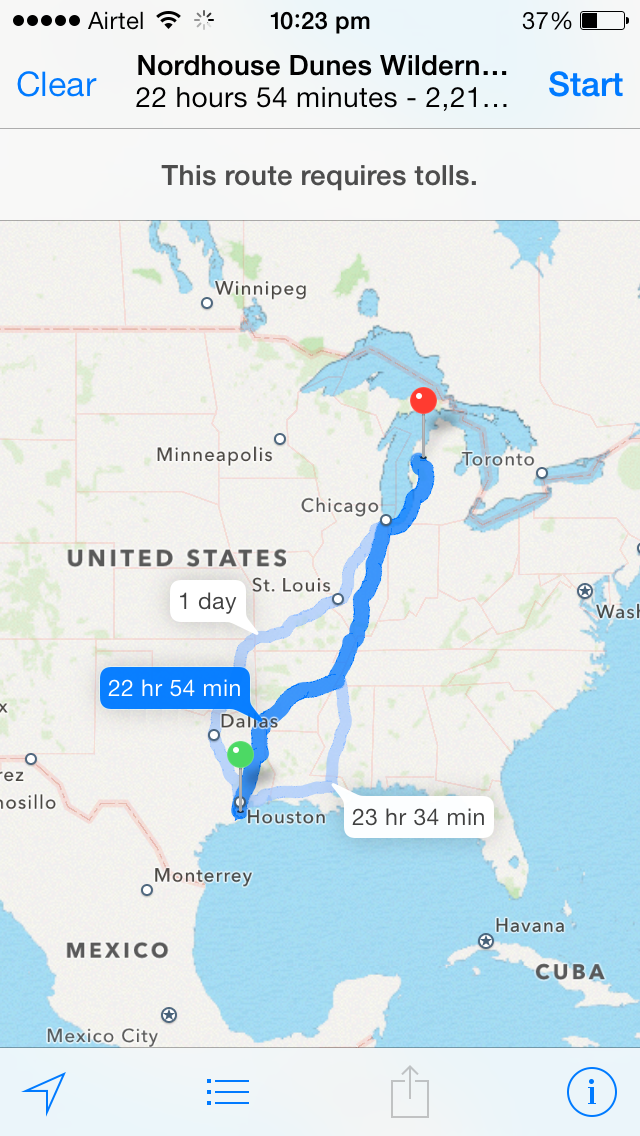 Airtel 10:23 pm 37%
Clear Nordhouse Dunes Wildern... Start
22 hours 54 minutes - 2,21...
This route requires tolls.
Winnipeg
Minneapolis
Toronto
Chicago
UNITED STATES
St. Louis
1 day
Wash
22 hr 54 min
x
Dallas
rez
nosillo
Houston
23 hr 34 min
Monterrey
Havana
MEXICO
CUBA
Mexico City